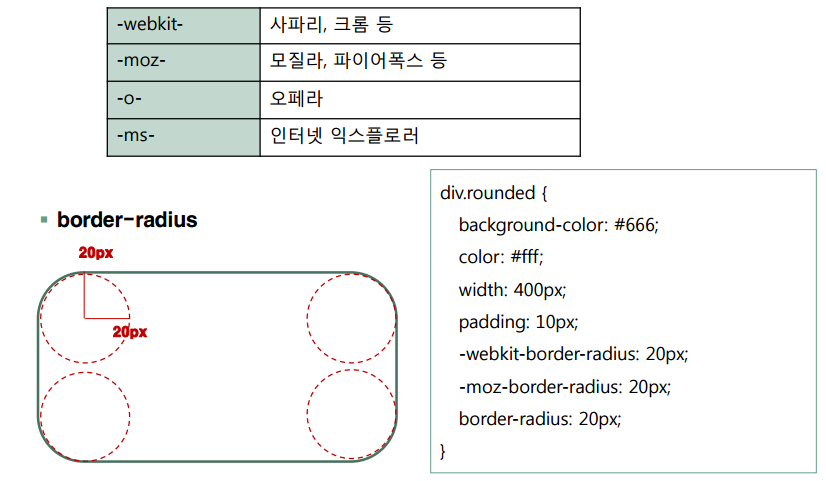 -webkit- 사파리, 크롬 등
-moz- 모질라, 파이어폭스 등
-o- 오페라
-ms- 인터넷 익스플로러
▪ border-radius
20px
20px
div.rounded {
background-color: #666;
color: #fff;
width: 400px;
padding: 10px;
-webkit-border-radius: 20px;
-moz-border-radius: 20px;
border-radius: 20px;
}